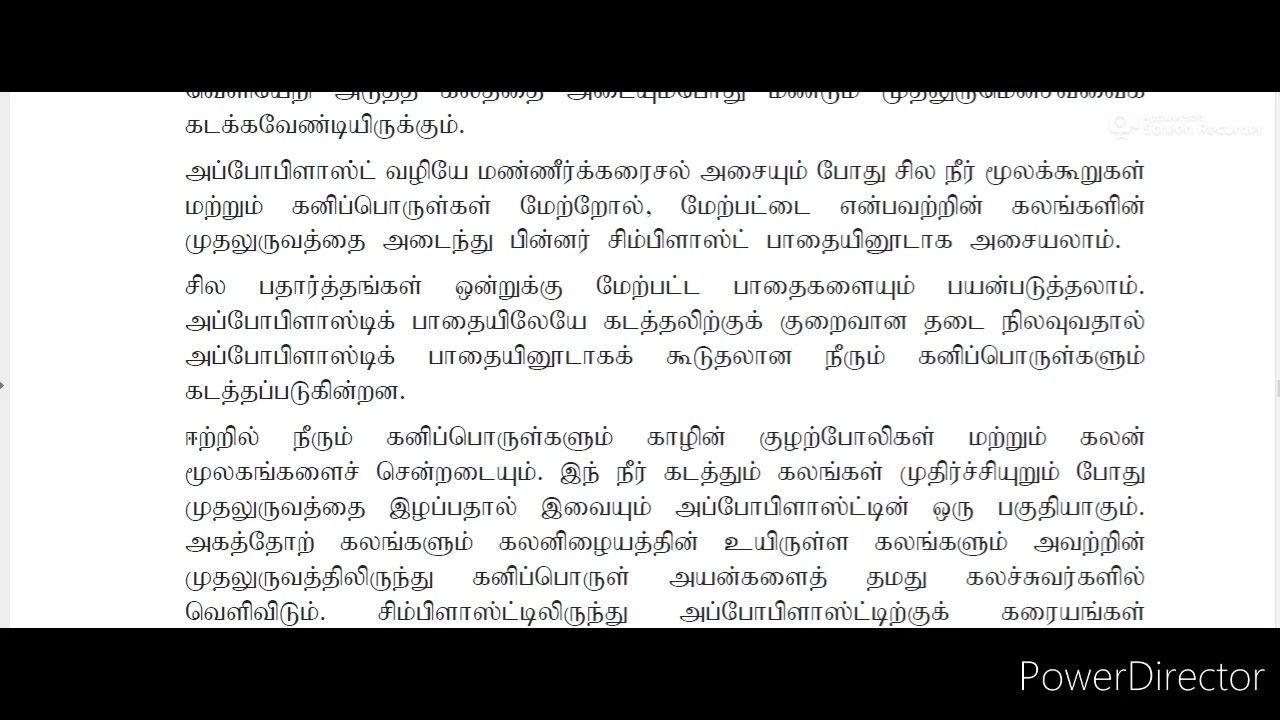 கடக்கவேண்டியிருக்கும்.
அப்போபிளாஸ்ட் வழியே மண்ணீர்க்கரைசல் அசையும் போது சில நீர் மூலக்கூறுகள்
மற்றும் கனிப்பொருள்கள் மேற்றோல், மேற்பட்டை என்பவற்றின் கலங்களின்
முதலுருவத்தை அடைந்து பின்னர் சிம்பிளாஸ்ட் பாதையினூடாக அசையலாம்.
சில பதார்த்தங்கள் ஒன்றுக்கு மேற்பட்ட பாதைகளையும் பயன்படுத்தலாம்.
அப்போபிளாஸ்டிக் பாதையிலேயே கடத்தலிற்குக் குறைவான தடை நிலவுவதால்
அப்போபிளாஸ்டிக் பாதையினூடாகக் கூடுதலான நீரும் கனிப்பொருள்களும்
கடத்தப்படுகின்றன.
ஈற்றில் நீரும் கனிப்பொருள்களும் காழின் குழற்போலிகள் மற்றும் கலன்
மூலகங்களைச் சென்றடையும். இந் நீர் கடத்தும் கலங்கள் முதிர்ச்சியுறும் போது
முதலுருவத்தை இழப்பதால் இவையும் அப்போபிளாஸ்ட்டின் ஒரு பகுதியாகும்.
அகத்தோற் கலங்களும் கலனிழையத்தின் உயிருள்ள கலங்களும் அவற்றின்
முதலுருவத்திலிருந்து கனிப்பொருள் அயன்களைத் தமது கலச்சுவர்களில்
வெளிவிடும். சிம்பிளாஸ்ட்டிலிருந்து அப்போபிளாஸ்ட்டிற்குக் கரையங்கள்
Screen Recorder
PowerDirector